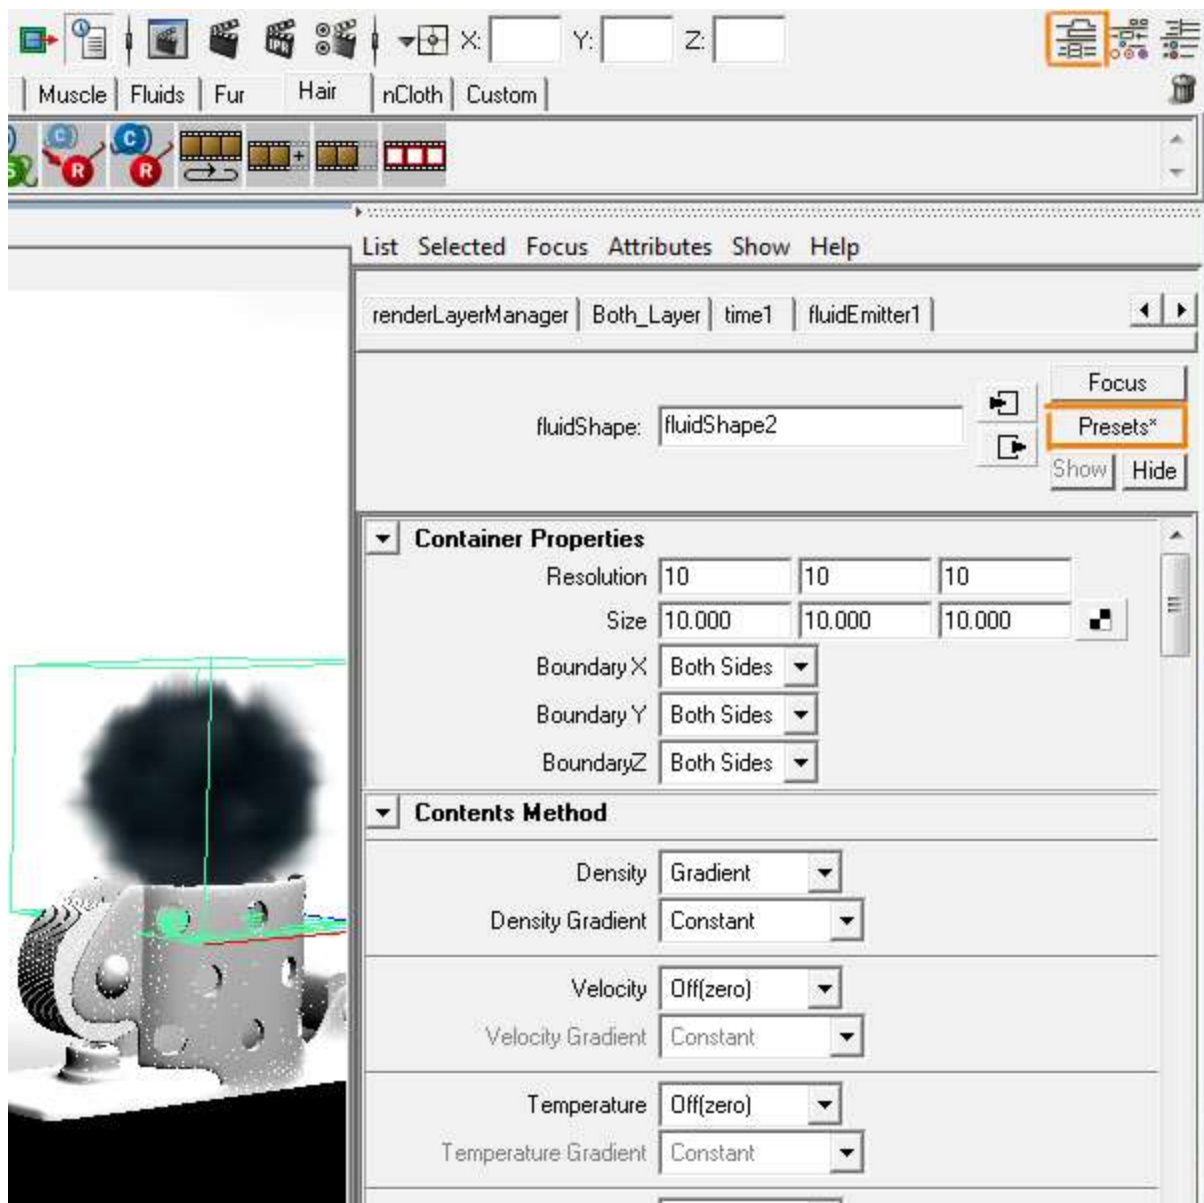 X: Y: Z:
Muscle Fluids Fur Hair nCloth Custom
C R C R
IPR
List Selected Focus Attributes Show Help
renderLayerManager Both_Layer time1 fluidEmitter1
Focus
fluidShape: fluidShape2 Presets*
Show Hide
Container Properties
Resolution 10 10 10
Size 10.000 10.000 10.000
Boundary X Both Sides
Boundary Y Both Sides
BoundaryZ Both Sides
Contents Method
Density Gradient
Density Gradient Constant
Velocity Off(zero)
Velocity Gradient Constant
Temperature Off(zero)
Temperature Gradient Constant